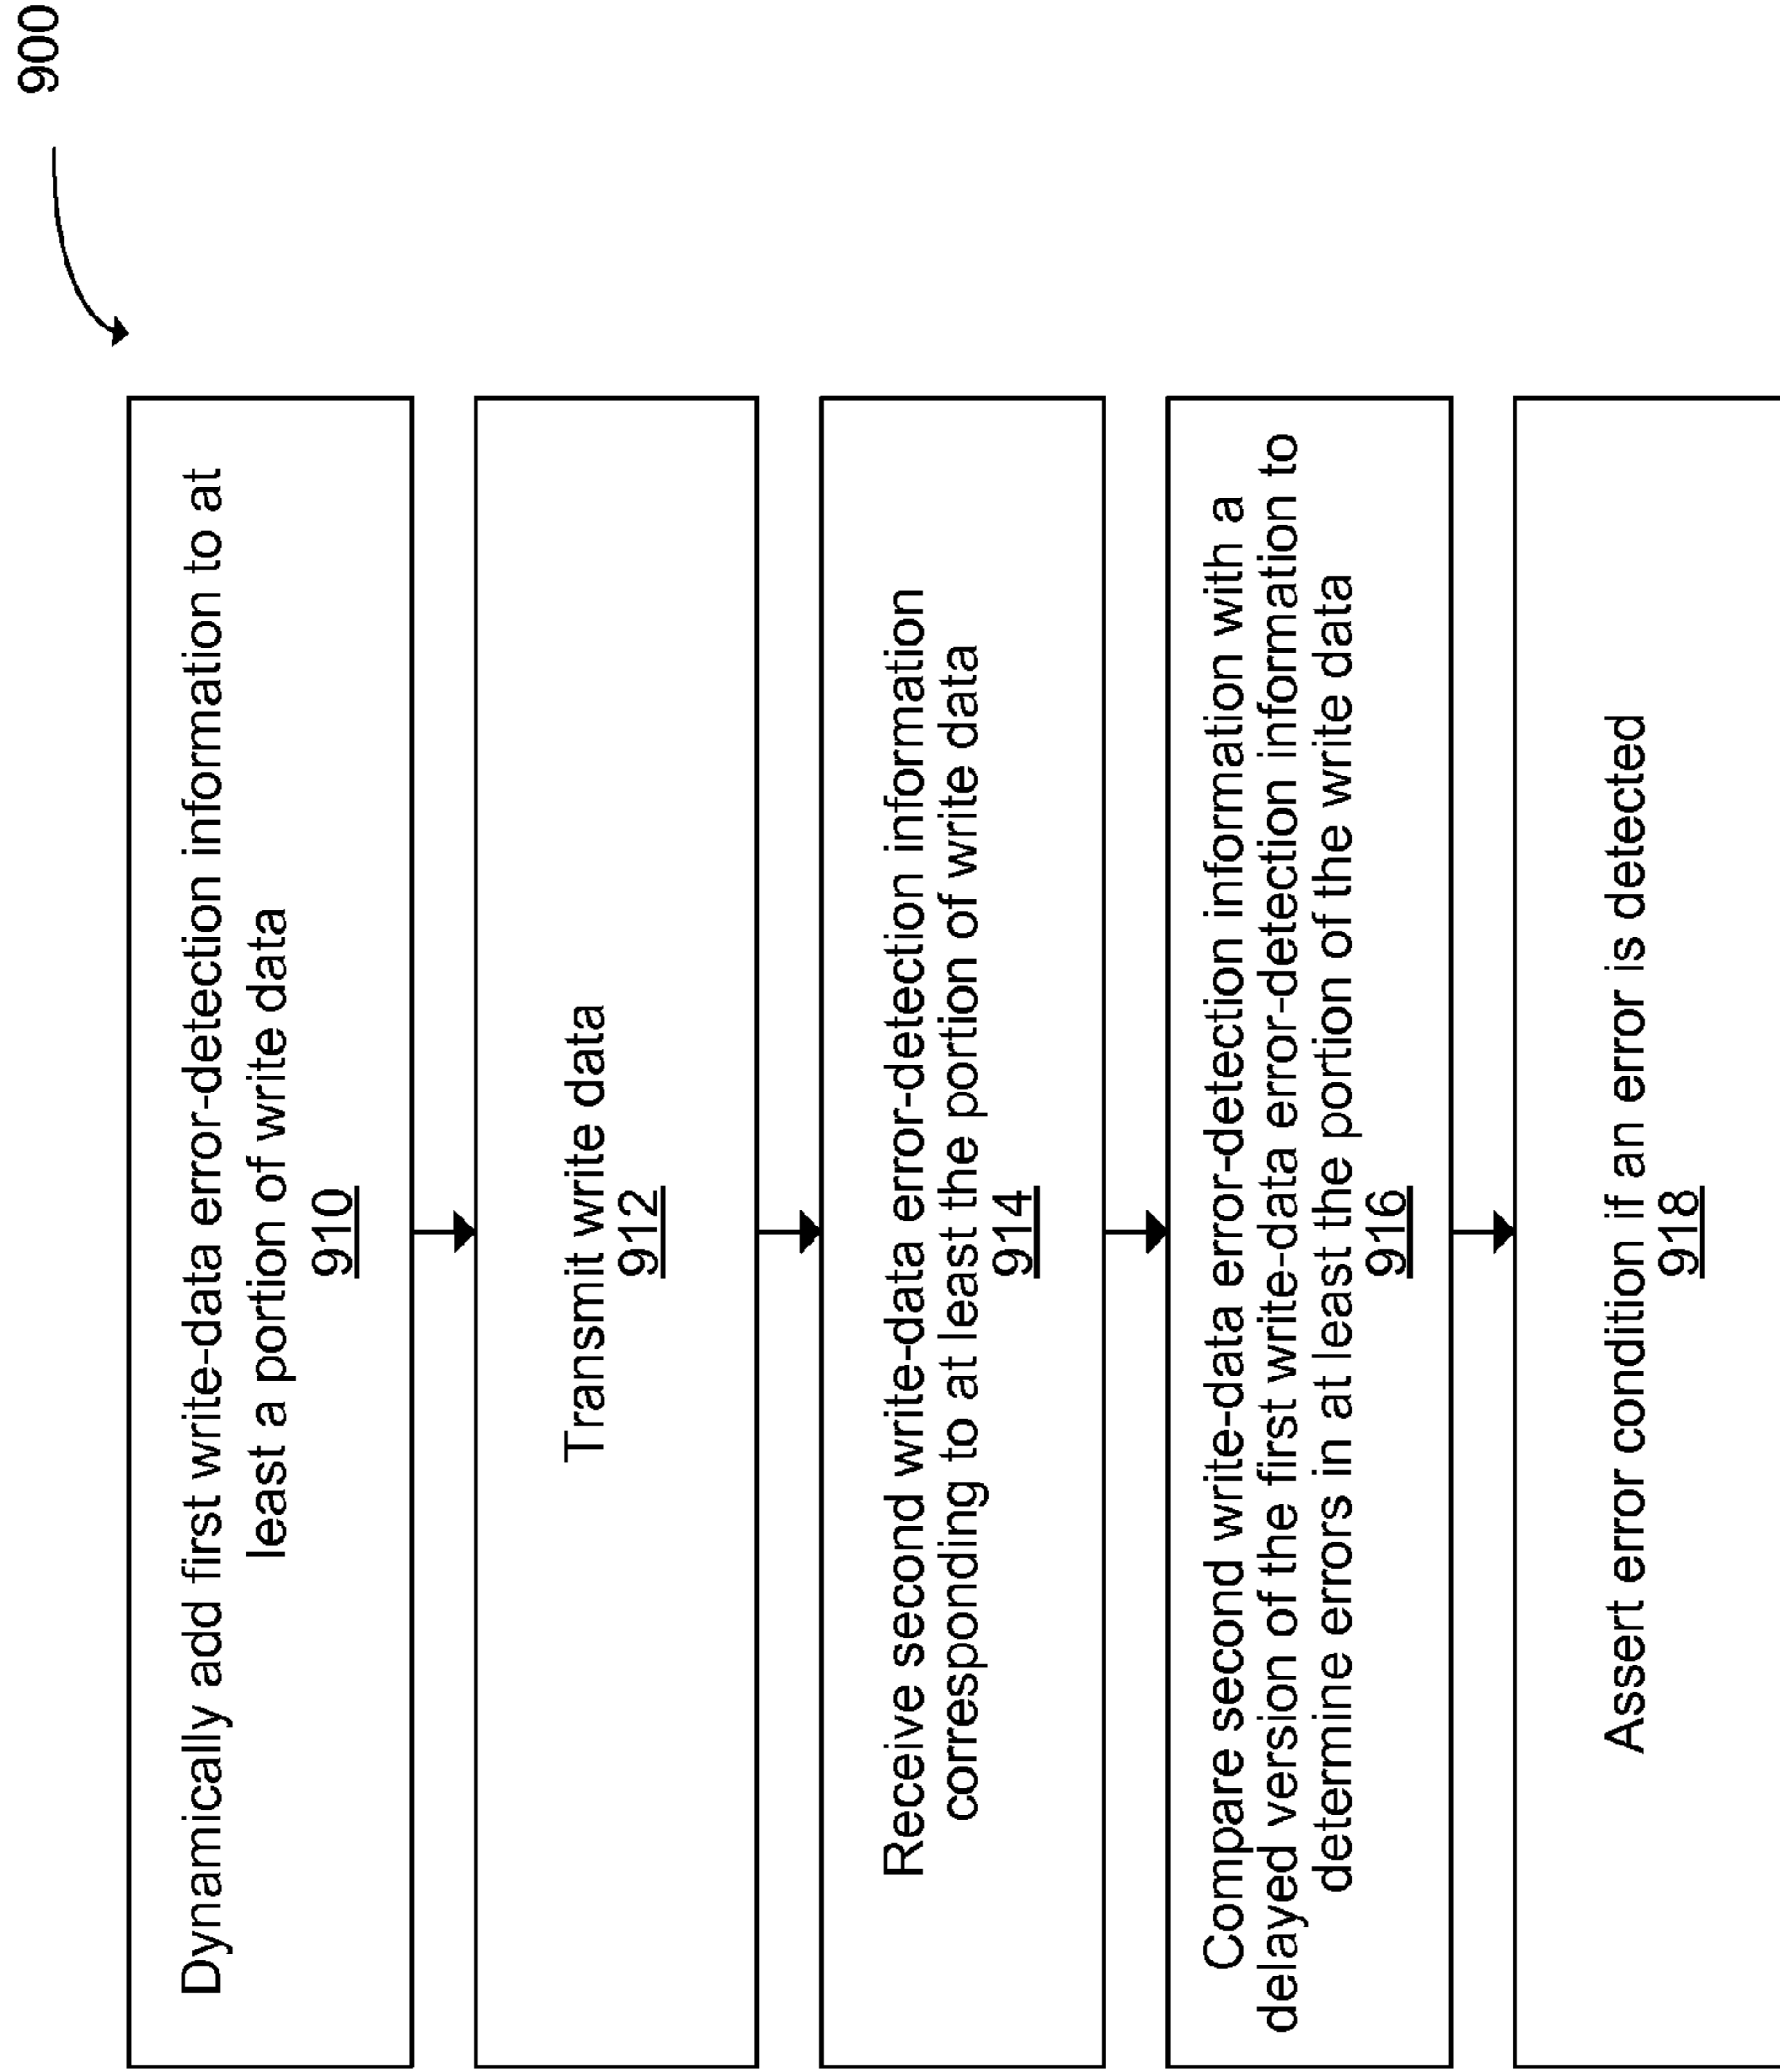 900
Dynamically add first write-data error-detection information to at
least a portion of write data
910
Transmit write data
912
Receive second write-data error-detection information
corresponding to at least the portion of write data
914
Compare second write-data error-detection information with a
delayed version of the first write-data error-detection information to
determine errors in at least the portion of the write data
916
Assert error condition if an error is detected
918